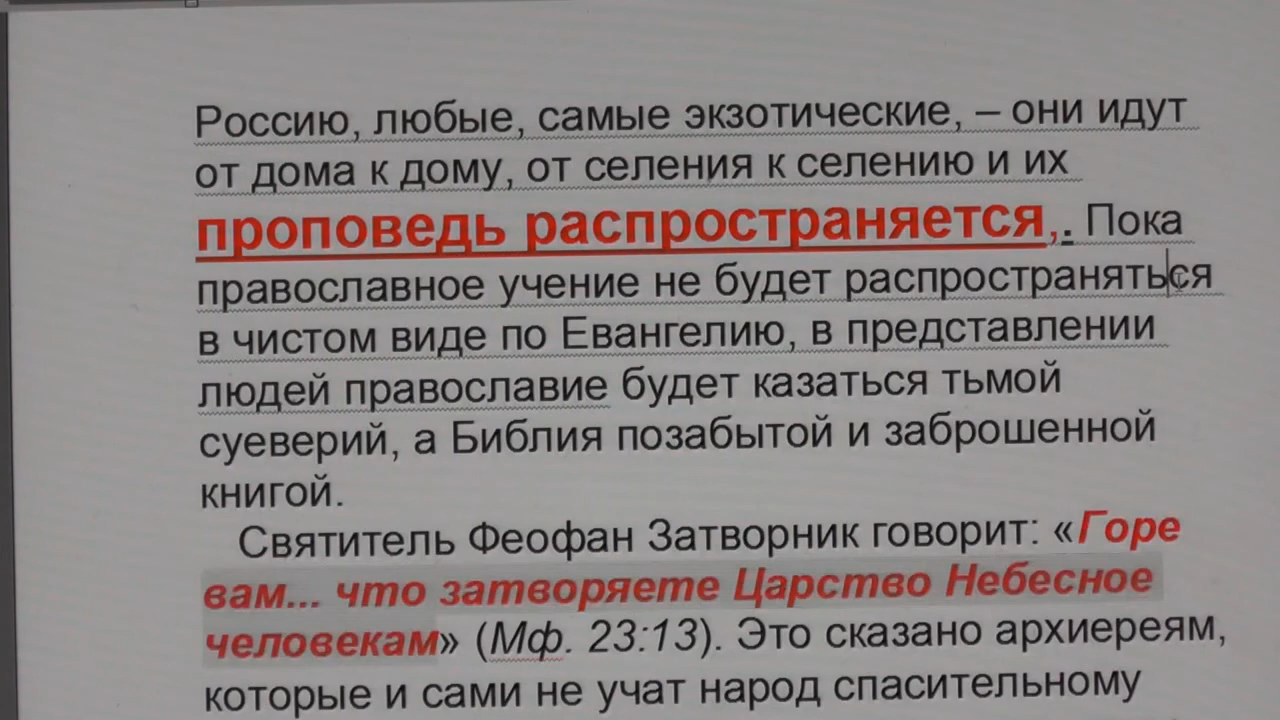 Россию, любые, самые экзотические, – они идут
от дома к дому, от селения к селению и их
проповедь распространяется,. Пока
православное учение не будет распространяться
в чистом виде по Евангелию, в представлении
людей православие будет казаться тьмой
суеверий, а Библия позабытой и заброшенной
книгой.
Святитель Феофан Затворник говорит: «Горе
вам... что затворяете Царство Небесное
человекам» (Мф. 23:13). Это сказано архиереям,
которые и сами не учат народ спасительному